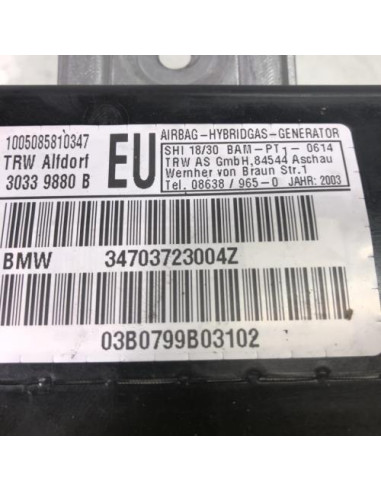 1005085810347
TRW Alfdorf
3033 9880 B
EU
AIRBAG-HYBRIDGAS-GENERATOR
SHI 18/30 BAM-PT1-0614
TRW AS GmbH,84544 Aschau
Wernher von Braun Str.1
Tel. 08638/965-0 JAHR: 2003
BMW 34703723004Z
03B0799B03102